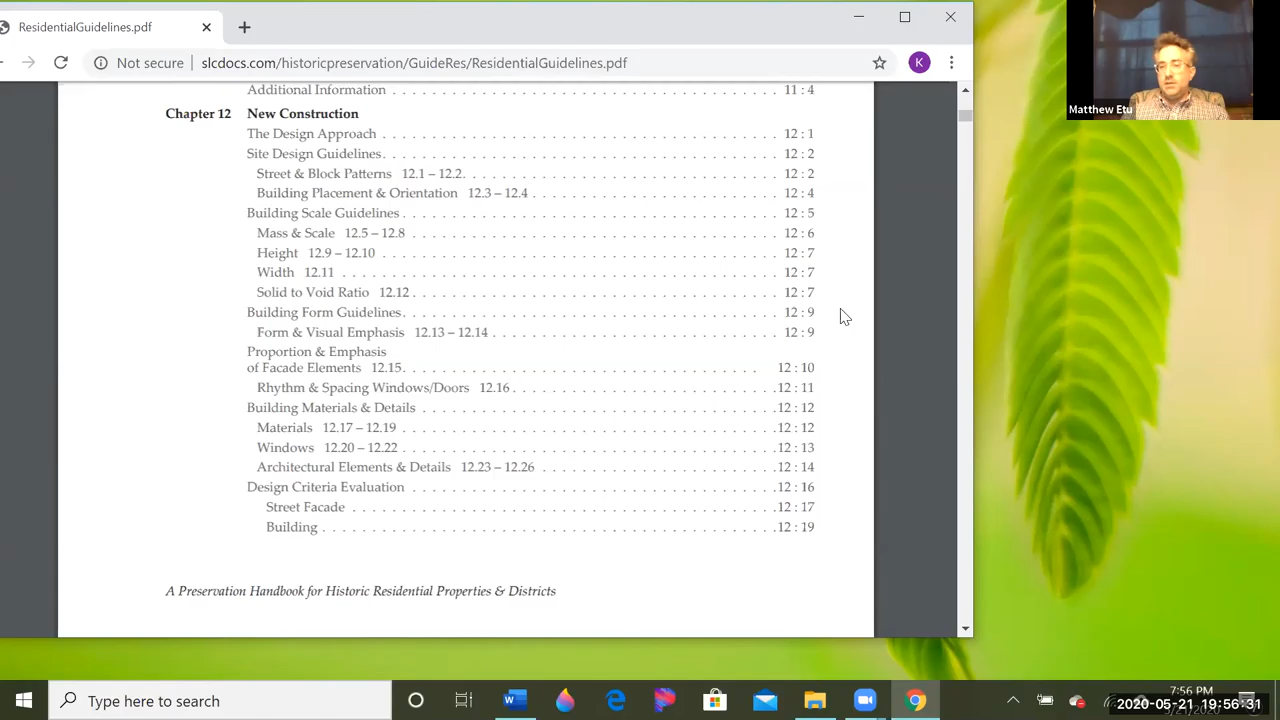 ResidentialGuidelines.pdf
Not secure | slcdocs.com/historicpreservation/GuideRes/ResidentialGuidelines.pdf
K
Matthew Etu
Additional Information . . . 11 : 4
Chapter 12 New Construction
The Design Approach . . . 12 : 1
Site Design Guidelines . . . 12 : 2
Street & Block Patterns 12.1 – 12.2 . . . 12 : 2
Building Placement & Orientation 12.3 – 12.4 . . . 12 : 4
Building Scale Guidelines . . . 12 : 5
Mass & Scale 12.5 – 12.8 . . . 12 : 6
Height 12.9 – 12.10 . . . 12 : 7
Width 12.11 . . . 12 : 7
Solid to Void Ratio 12.12 . . . 12 : 7
Building Form Guidelines . . . 12 : 9
Form & Visual Emphasis 12.13 – 12.14 . . . 12 : 9
Proportion & Emphasis
of Facade Elements 12.15 . . . 12 : 10
Rhythm & Spacing Windows/Doors 12.16 . . . 12 : 11
Building Materials & Details . . . 12 : 12
Materials 12.17 – 12.19 . . . 12 : 12
Windows 12.20 – 12.22 . . . 12 : 13
Architectural Elements & Details 12.23 – 12.26 . . . 12 : 14
Design Criteria Evaluation . . . 12 : 16
Street Facade . . . 12 : 17
Building . . . 12 : 19
A Preservation Handbook for Historic Residential Properties & Districts
Type here to search
7:56 PM
2020-05-21 19:56:31